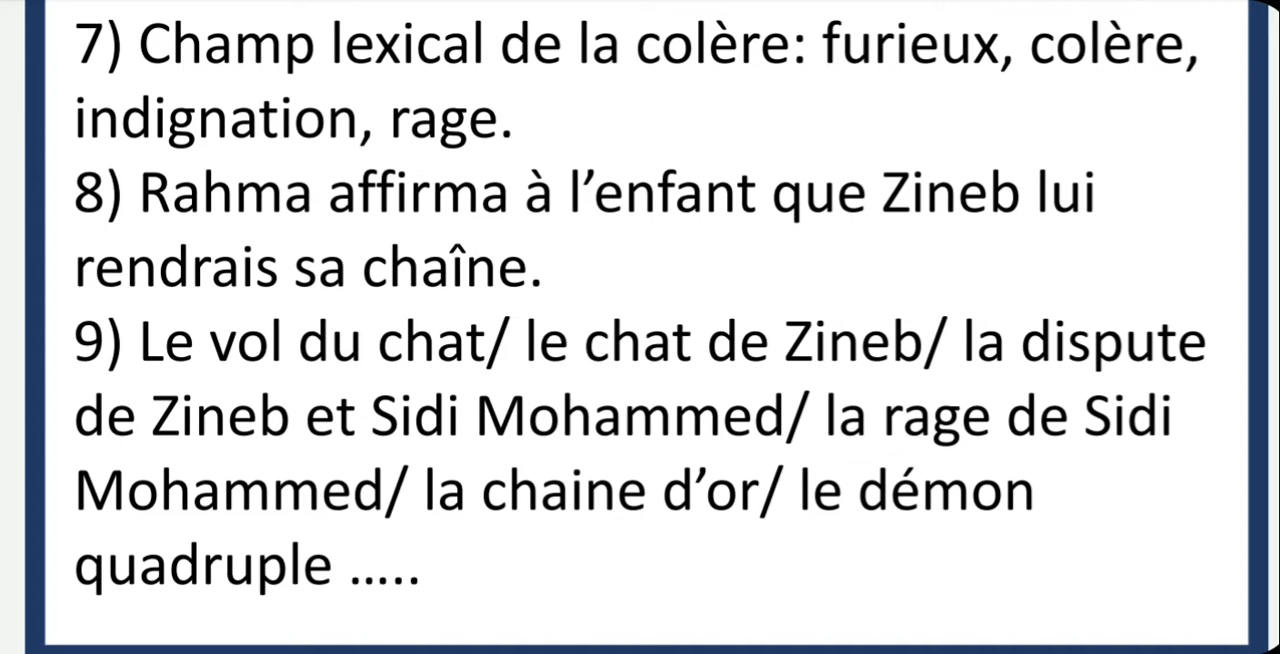 7) Champ lexical de la colère: furieux, colère,
indignation, rage.
8) Rahma affirma à l’enfant que Zineb lui
rendrais sa chaîne.
9) Le vol du chat/ le chat de Zineb/ la dispute
de Zineb et Sidi Mohammed/ la rage de Sidi
Mohammed/ la chaine d’or/ le démon
quadruple .....